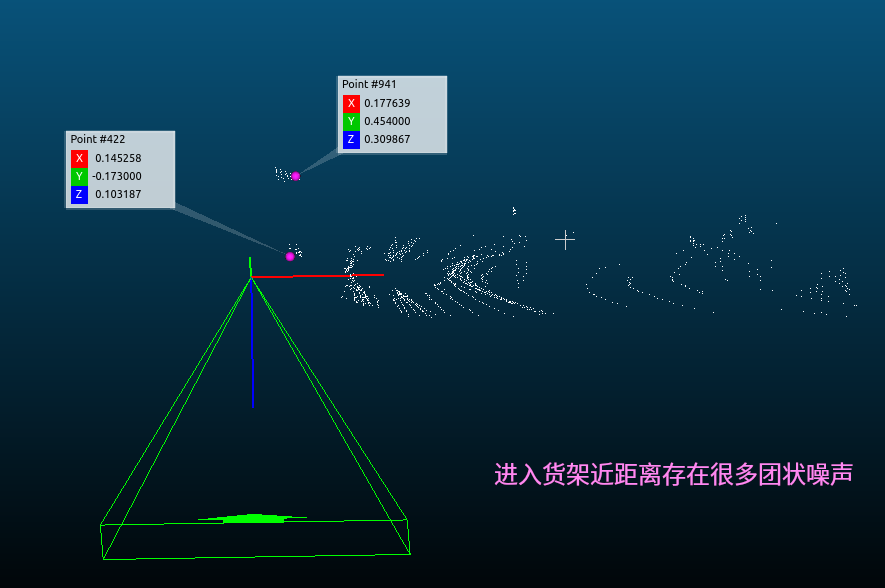 Point #941
X 0.177639
Y 0.454000
Z 0.309867
Point #422
X 0.145258
Y -0.173000
Z 0.103187
进入货架近距离存在很多团状噪声